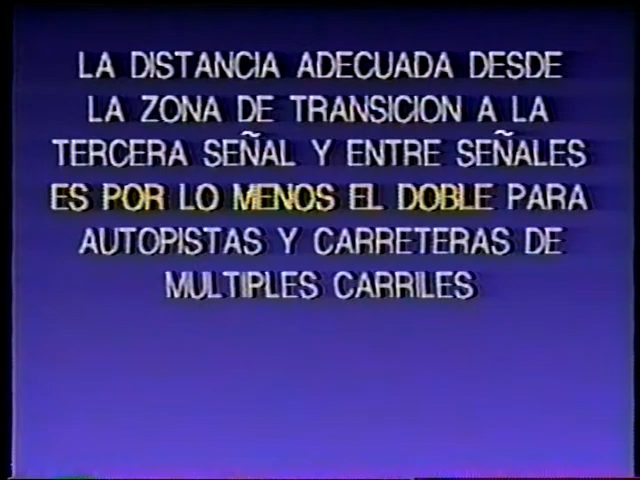 LA DISTANCIA ADECUADA DESDE
LA ZONA DE TRANSICION A LA
TERCERA SEÑAL Y ENTRE SEÑALES
ES POR LO MENOS EL DOBLE PARA
AUTOPISTAS Y CARRETERAS DE
MULTIPLES CARRILES